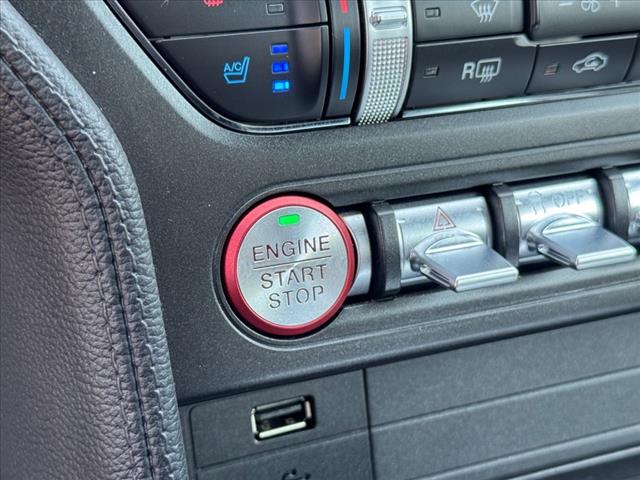 A/C
R
ENGINE
START
STOP
OFF